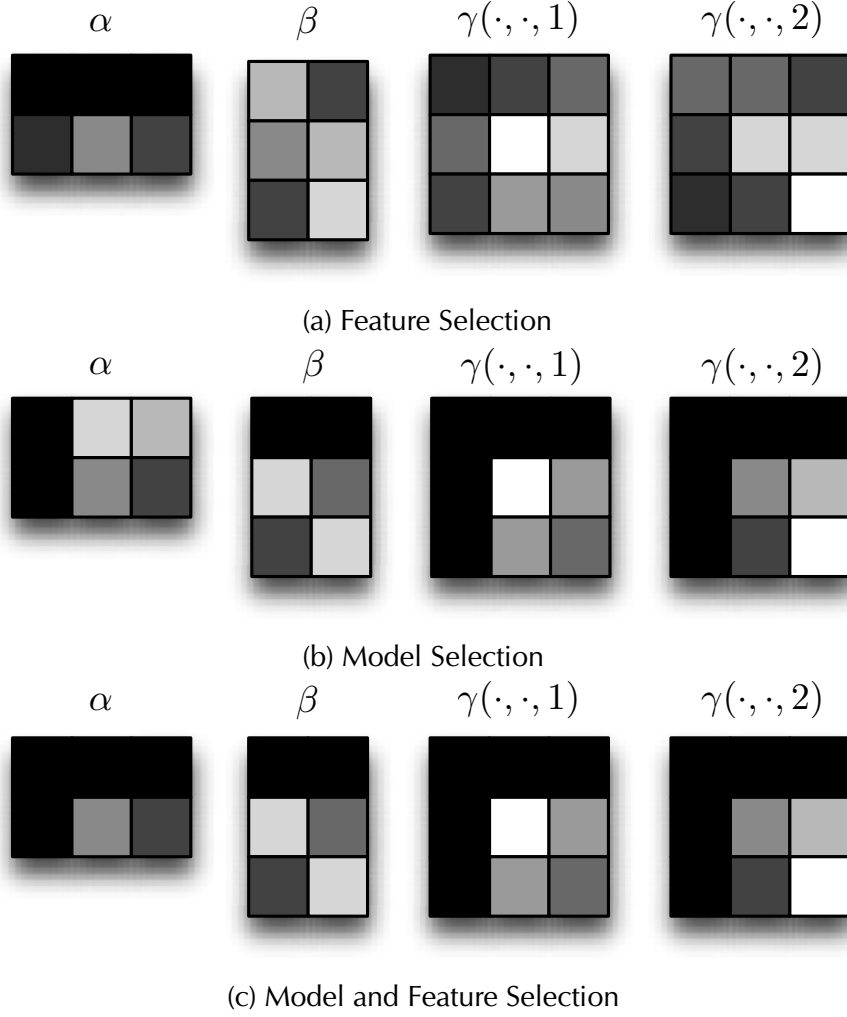 α β γ(·, ·, 1) γ(·, ·, 2)
(a) Feature Selection
α β γ(·, ·, 1) γ(·, ·, 2)
(b) Model Selection
α β γ(·, ·, 1) γ(·, ·, 2)
(c) Model and Feature Selection